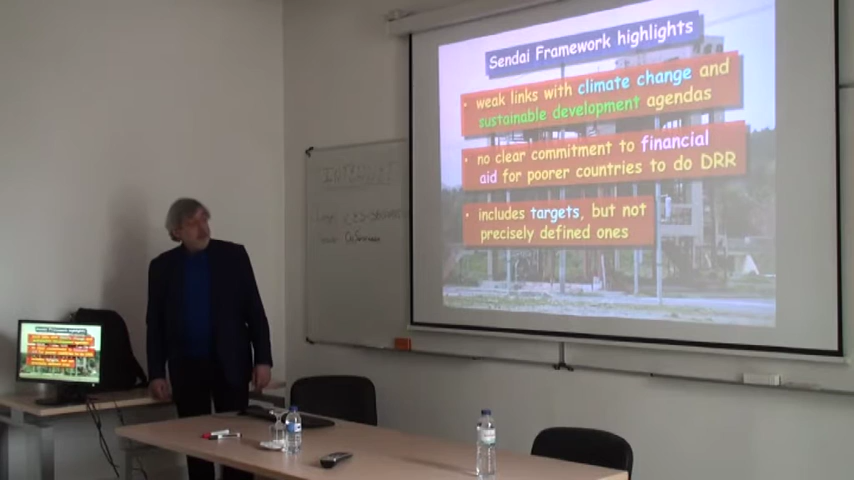 Sendai Framework highlights
• weak links with climate change and
sustainable development agendas
• no clear commitment to financial
aid for poorer countries to do DRR
• includes targets, but not
precisely defined ones
INTERNET